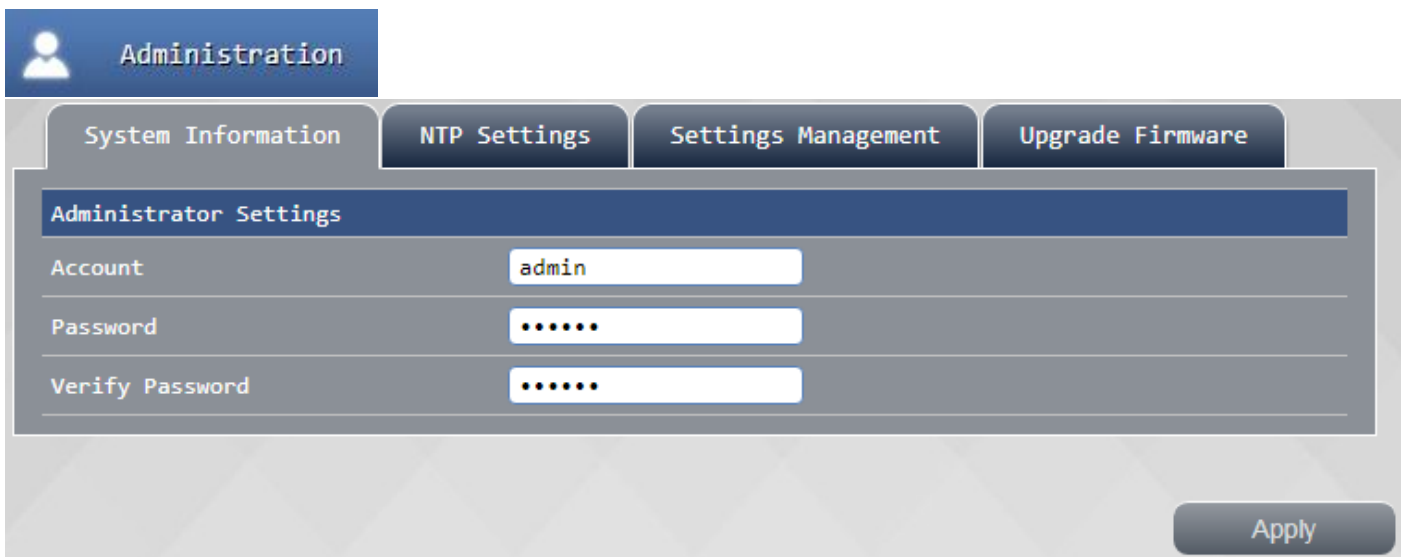 Administration
System Information NTP Settings Settings Management Upgrade Firmware
Administrator Settings
Account admin
Password ••••••
Verify Password ••••••
Apply